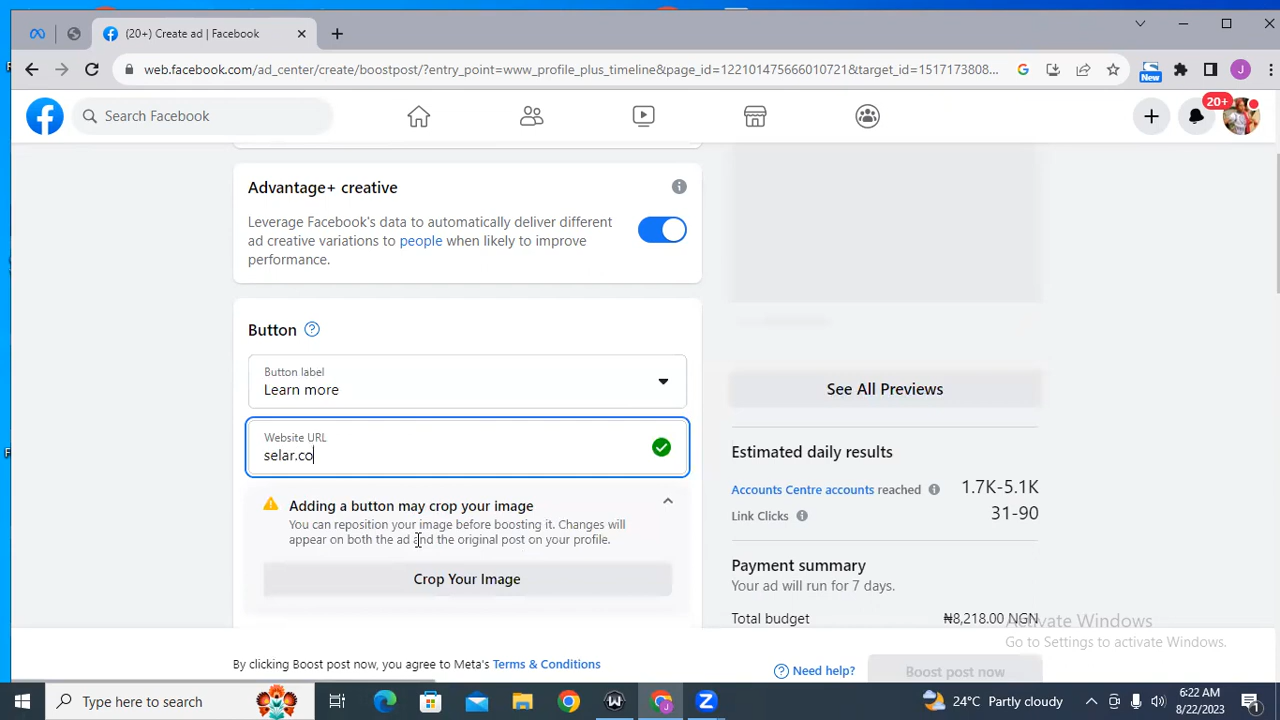 (20+) Create ad | Facebook
web.facebook.com/ad_center/create/boostpost/?entry_point=www_profile_plus_timeline&page_id=122101475666010721&target_id=1517173808...
New
J
Search Facebook
20+
Advantage+ creative
Leverage Facebook's data to automatically deliver different
ad creative variations to people when likely to improve
performance.
Button
Button label
Learn more
Website URL
selar.co
Adding a button may crop your image
You can reposition your image before boosting it. Changes will
appear on both the ad and the original post on your profile.
Crop Your Image
See All Previews
Estimated daily results
Accounts Centre accounts reached 1.7K-5.1K
Link Clicks 31-90
Payment summary
Your ad will run for 7 days.
Total budget ₦8,218.00 NGN
Activate Windows
Go to Settings to activate Windows.
By clicking Boost post now, you agree to Meta's Terms & Conditions
Need help?
Boost post now
Type here to search
24°C Partly cloudy
6:22 AM
8/22/2023
1